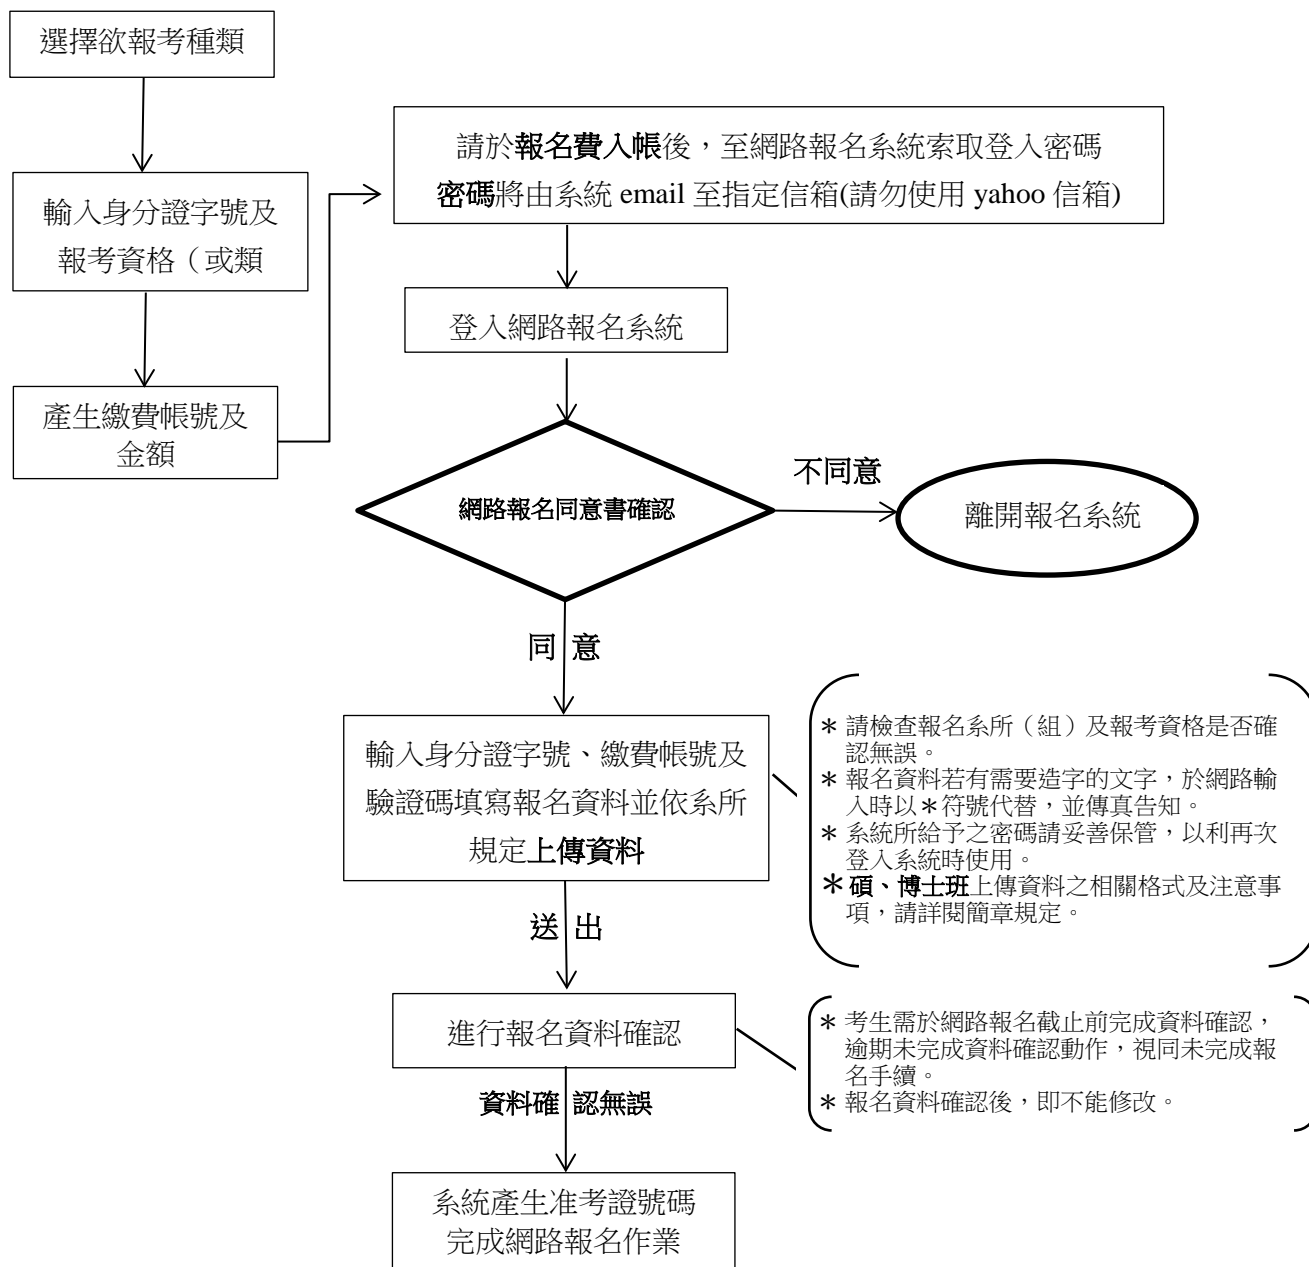 選擇欲報考種類
輸入身分證字號及
報考資格（或類
產生繳費帳號及
金額
請於報名費入帳後，至網路報名系統索取登入密碼
密碼將由系統 email 至指定信箱(請勿使用 yahoo 信箱)
登入網路報名系統
網路報名同意書確認
不同意
離開報名系統
同 意
輸入身分證字號、繳費帳號及
驗證碼填寫報名資料並依系所
規定上傳資料
＊請檢查報名系所（組）及報考資格是否確
認無誤。
＊報名資料若有需要造字的文字，於網路輸
入時以＊符號代替，並傳真告知。
＊系統所給予之密碼請妥善保管，以利再次
登入系統時使用。
＊碩、博士班上傳資料之相關格式及注意事
項，請詳閱簡章規定。
送 出
進行報名資料確認
＊考生需於網路報名截止前完成資料確認，
逾期未完成資料確認動作，視同未完成報
名手續。
＊報名資料確認後，即不能修改。
資料確 認無誤
系統產生准考證號碼
完成網路報名作業